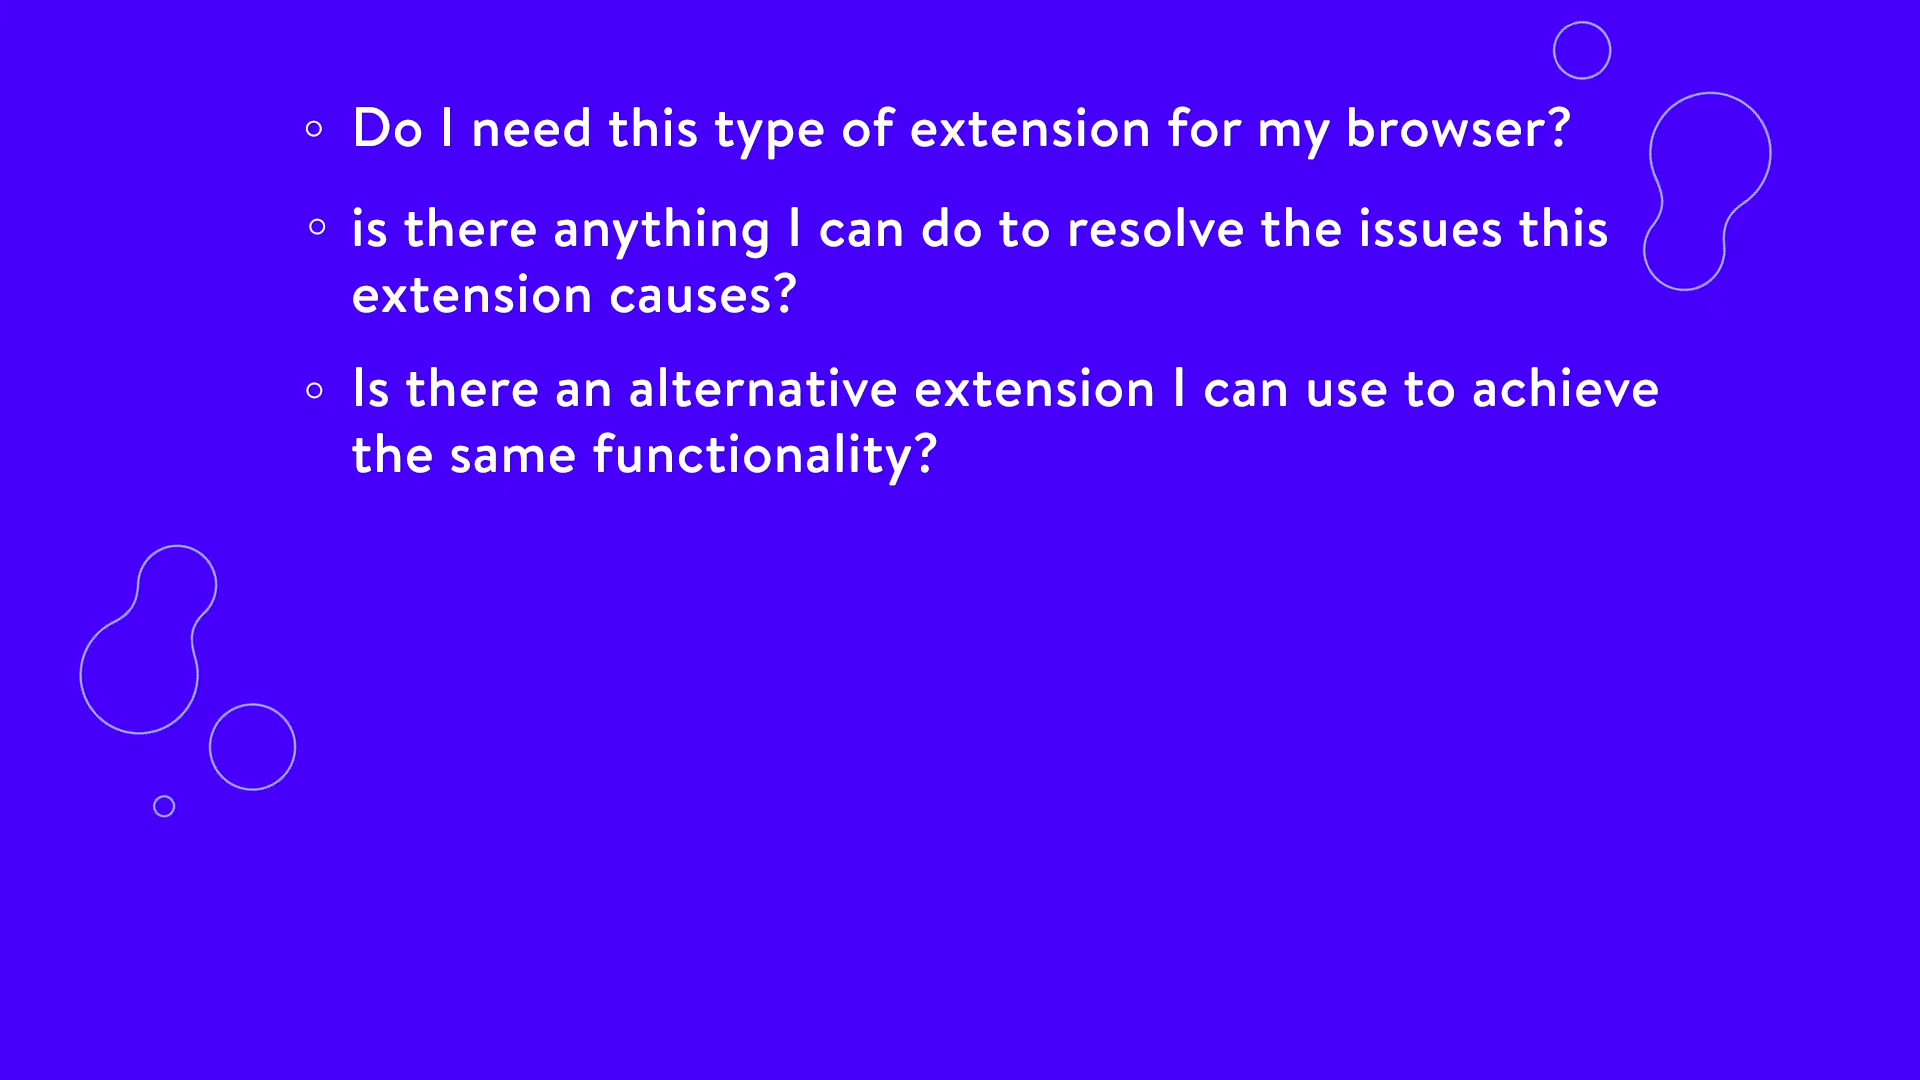 Do I need this type of extension for my browser?
is there anything I can do to resolve the issues this
extension causes?
Is there an alternative extension I can use to achieve
the same functionality?